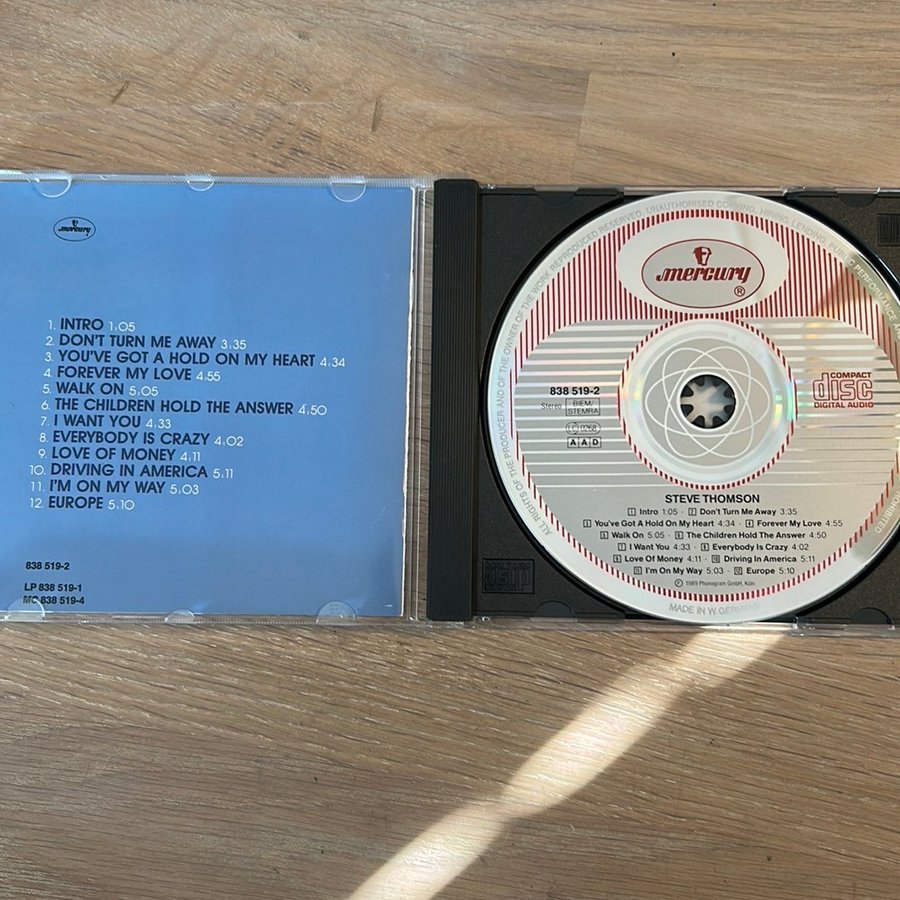 mercury
1. INTRO 1:05
2. DON'T TURN ME AWAY 3:35
3. YOU'VE GOT A HOLD ON MY HEART 4:34
4. FOREVER MY LOVE 4:55
5. WALK ON 5:05
6. THE CHILDREN HOLD THE ANSWER 4:50
7. I WANT YOU 4:33
8. EVERYBODY IS CRAZY 4:02
9. LOVE OF MONEY 4:11
10. DRIVING IN AMERICA 5:11
11. I'M ON MY WAY 5:03
12. EUROPE 5:10
838 519-2
LP 838 519-1
MC 838 519-4
ALL RIGHTS OF THE PRODUCER AND OF THE OWNER OF THE WORK REPRODUCED RESERVED. UNAUTHORISED COPYING, HIRING, LENDING, PUBLIC PERFORMANCE
PROHIBITED
mercury
®
838 519-2
Stereo BIEM/STEMRA
LC 0268
AAD
COMPACT
disc
DIGITAL AUDIO
STEVE THOMSON
1 Intro 1:05 · 2 Don't Turn Me Away 3:35
3 You've Got A Hold On My Heart 4:34 · 4 Forever My Love 4:55
5 Walk On 5:05 · 6 The Children Hold The Answer 4:50
7 I Want You 4:33 · 8 Everybody Is Crazy 4:02
9 Love Of Money 4:11 · 10 Driving In America 5:11
11 I'm On My Way 5:03 · 12 Europe 5:10
℗ 1989 Phonogram GmbH, Köln
MADE IN W. GERMANY